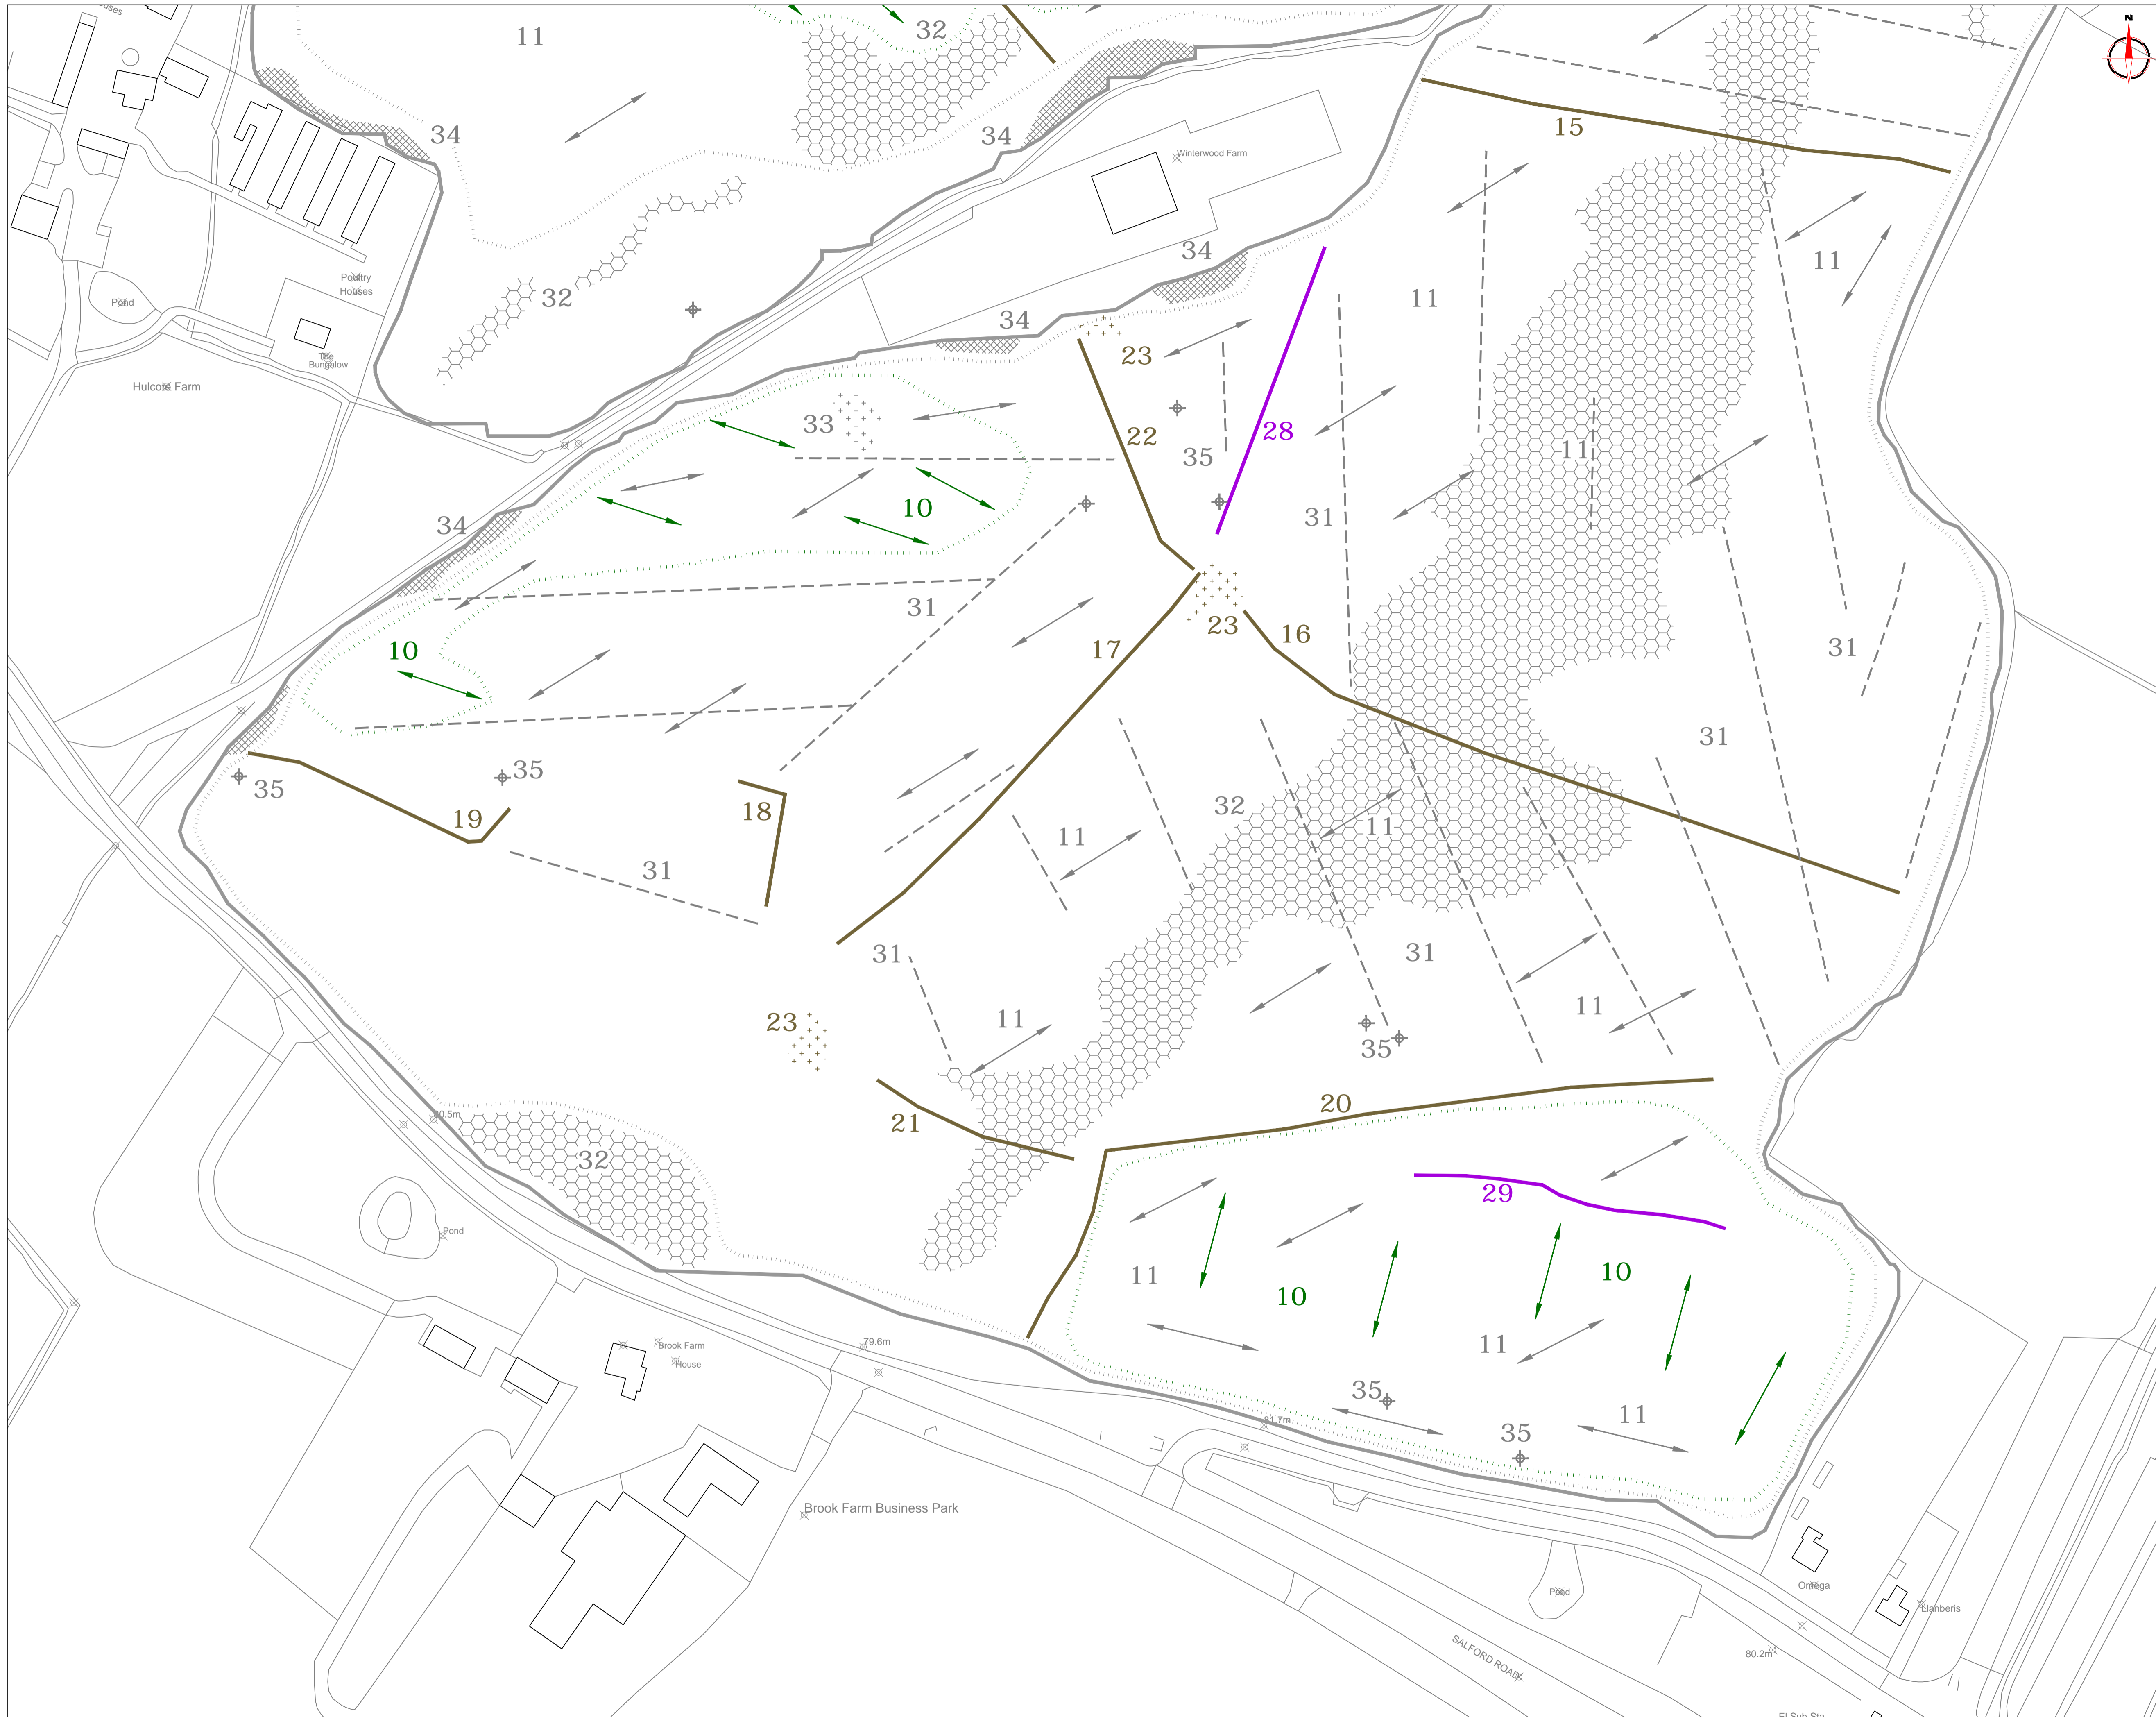 N
11
32
15
34
34
Winterwood Farm
34
11
Poultry
Houses
11
Pond
32
34
The
Bungalow
23
Hulcote Farm
33
22
28
35
11
10
31
34
31
23
16
10
17
31
31
35
35
18
32
19
11
11
31
31
31
11
11
23
35
20
80.5m
21
32
29
Pond
11
10
10
79.6m
Brook Farm
House
11
35
81.7m
11
35
Brook Farm Business Park
Pond
Omega
Llanberis
SALFORD ROAD
80.2m
El Sub Sta